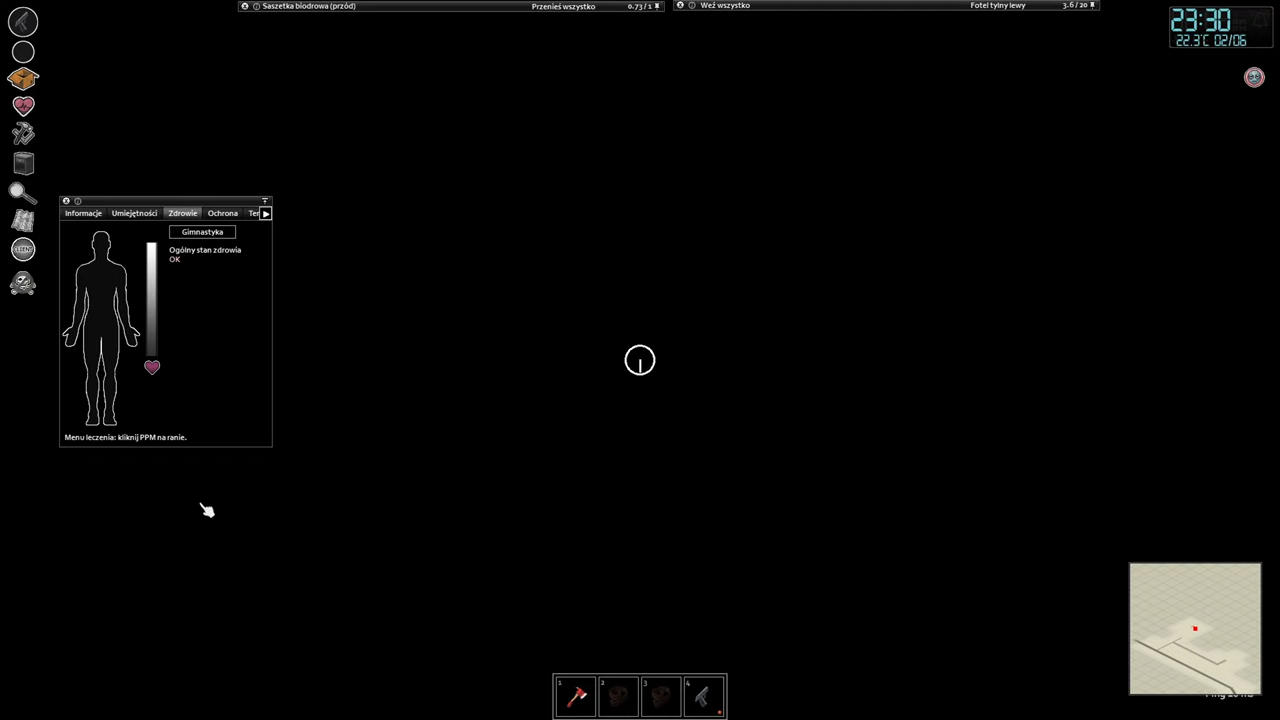 Saszetka biodrowa (przód) Przenieś wszystko 0.73 / 1
Weź wszystko Fotel tylny lewy 3.6 / 20
23:30
22.3°C 02/06
Informacje Umiejętności Zdrowie Ochrona
Gimnastyka
Ogólny stan zdrowia
OK
Menu leczenia: kliknij PPM na ranie.
1 2 3 4